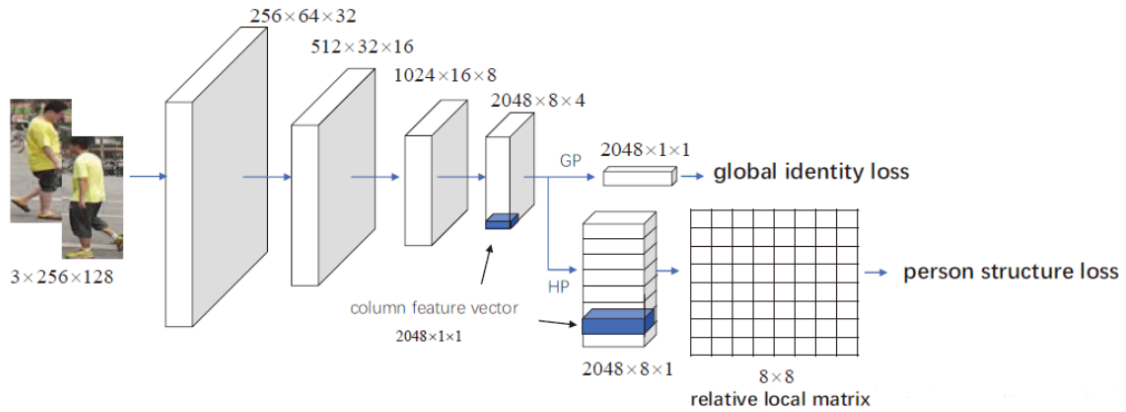 256×64×32
512×32×16
1024×16×8
2048×8×4
GP
2048×1×1
global identity loss
3×256×128
HP
column feature vector
2048×1×1
person structure loss
2048×8×1
8×8
relative local matrix